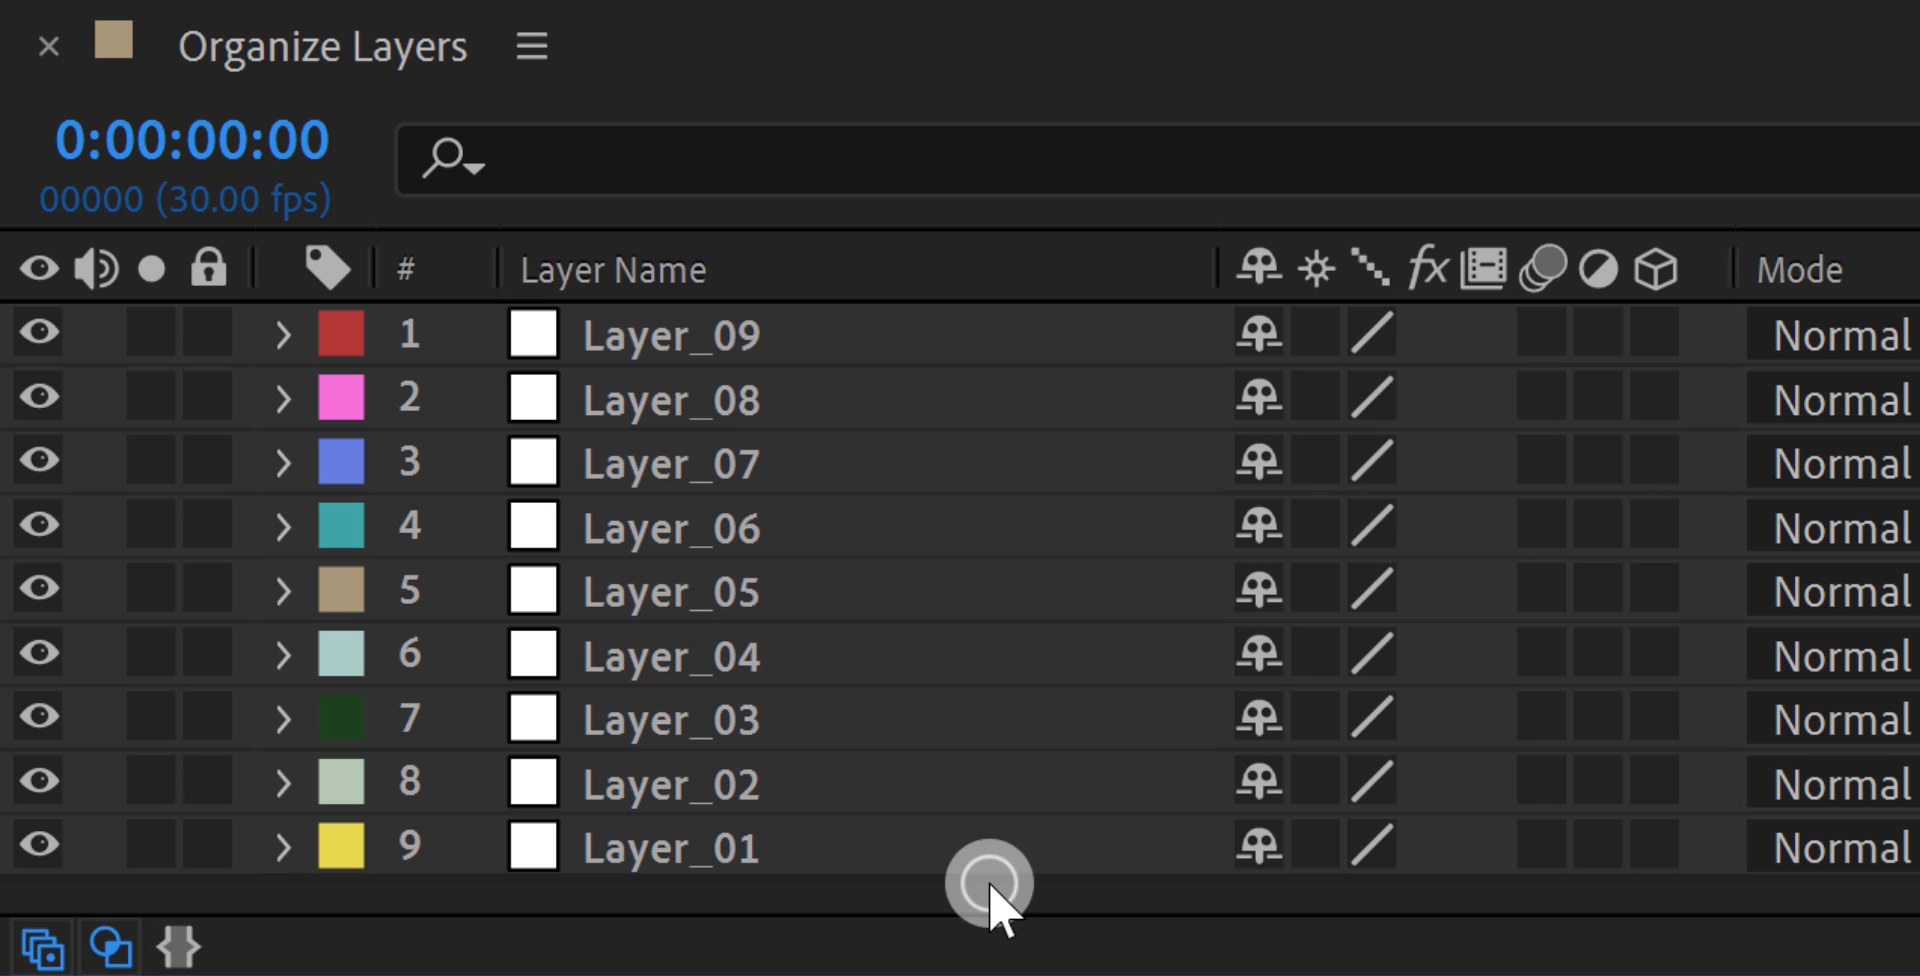 Organize Layers
0:00:00:00
00000 (30.00 fps)
# Layer Name fx Mode
1 Layer_09 Normal
2 Layer_08 Normal
3 Layer_07 Normal
4 Layer_06 Normal
5 Layer_05 Normal
6 Layer_04 Normal
7 Layer_03 Normal
8 Layer_02 Normal
9 Layer_01 Normal